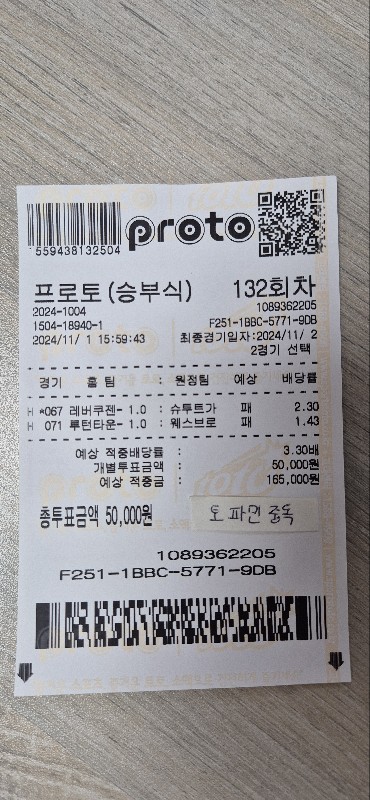 proto
559438132504
프로토(승부식) 132회차
2024-1004 1089362205
1504-18940-1 F251-1BBC-5771-9DB
2024/11/ 1 15:59:43 최종경기일자:2024/11/ 2
2경기 선택
경기 홈팀 : 원정팀 예상 배당률
H *067 레버쿠젠- 1.0 : 슈투트가 패 2.30
H 071 루턴타운- 1.0 : 웨스브로 패 1.43
예상 적중배당률 : 3.30배
개별투표금액 : 50,000원
예상 적중금 : 165,000원
총투표금액 50,000원
도파민 중독
1089362205
F251-1BBC-5771-9DB